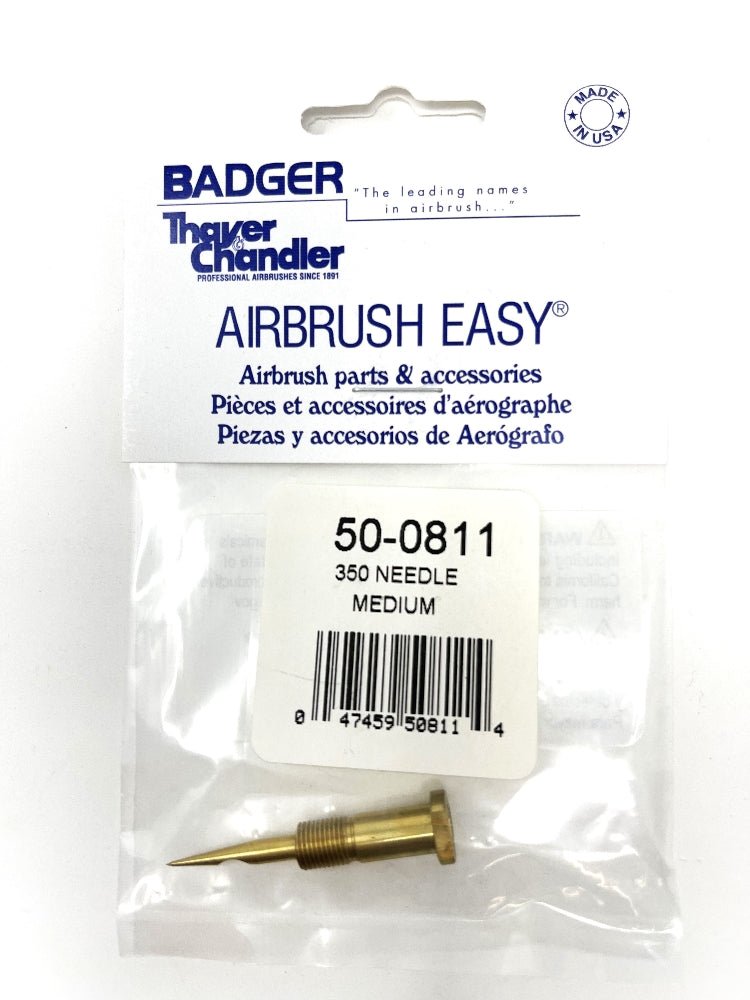 MADE
IN USA
BADGER
"The leading names
in airbrush..."
Thayer
&
Chandler
PROFESSIONAL AIRBRUSHES SINCE 1891
AIRBRUSH EASY®
Airbrush parts & accessories
Pièces et accessoires d'aérographe
Piezas y accesorios de Aerógrafo
50-0811
350 NEEDLE
MEDIUM
0 47459 50811 4